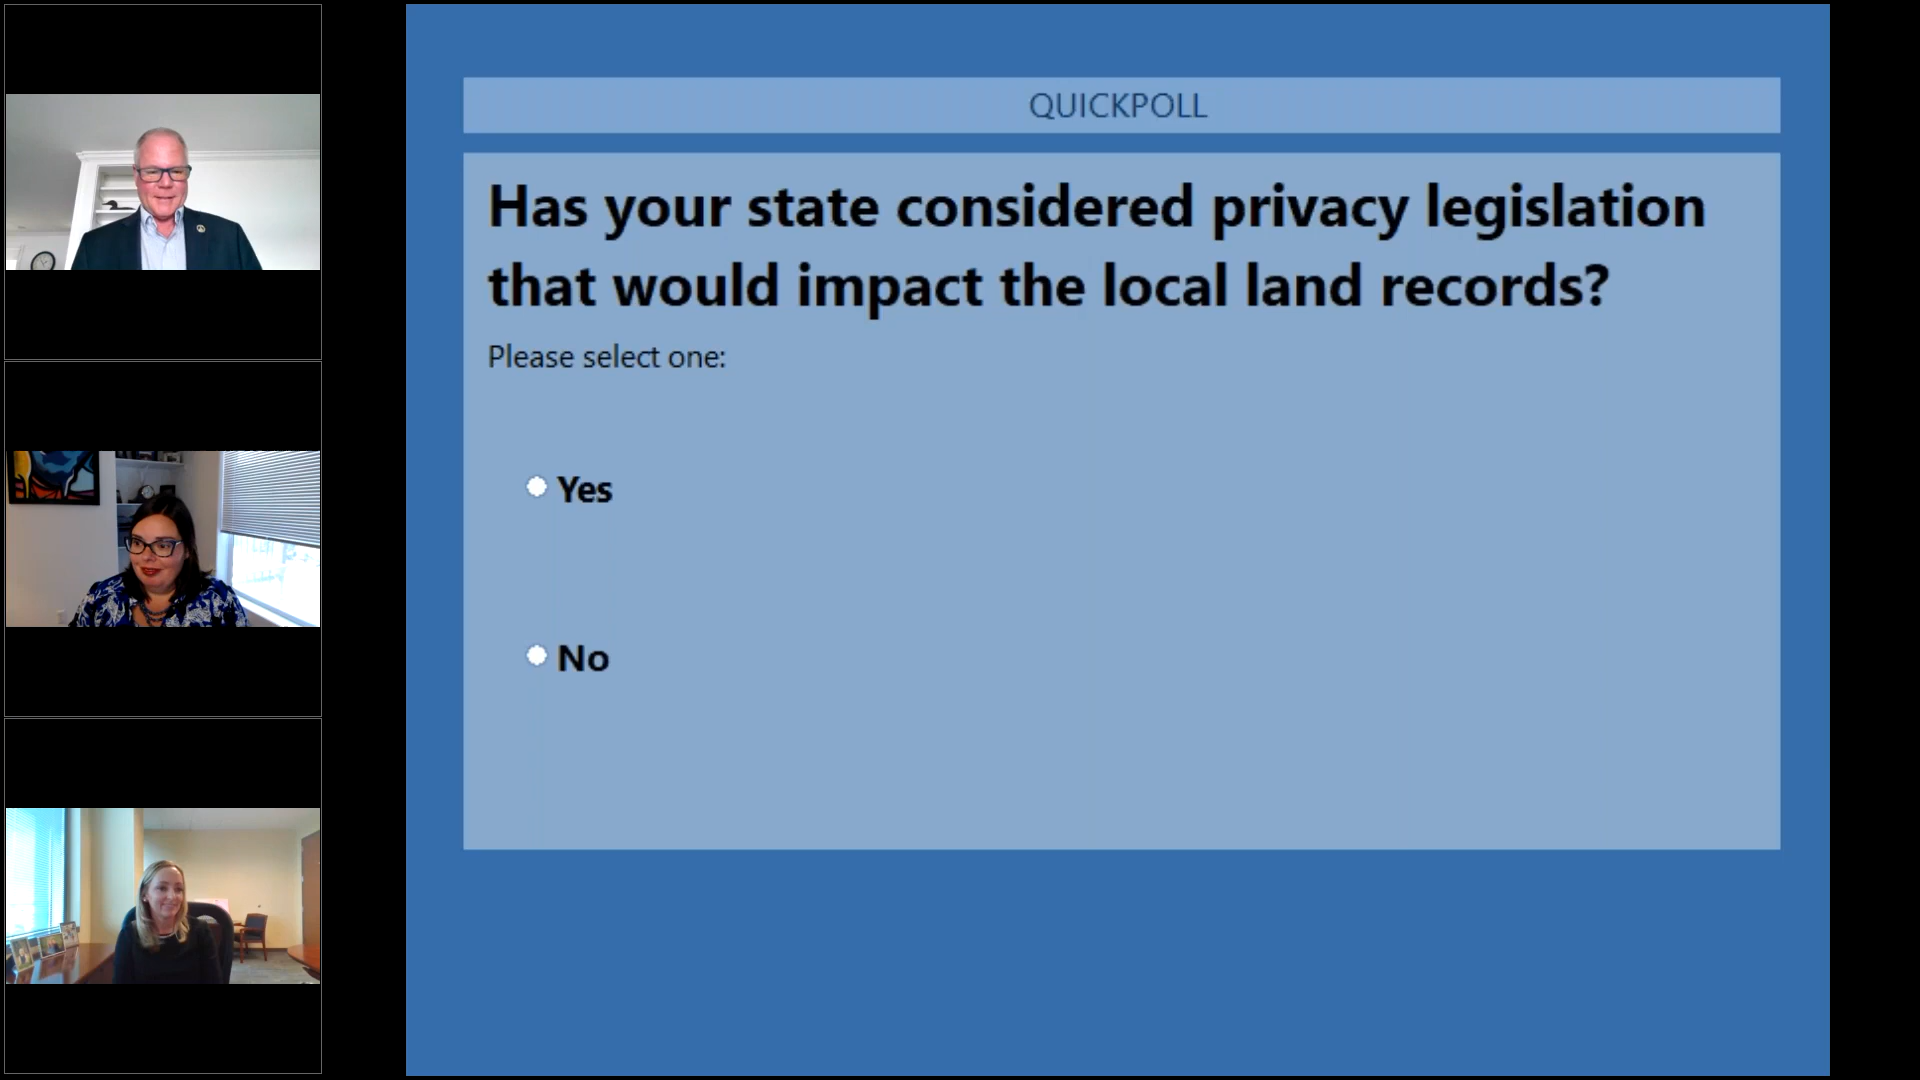 QUICKPOLL
Has your state considered privacy legislation
that would impact the local land records?
Please select one:
Yes
No